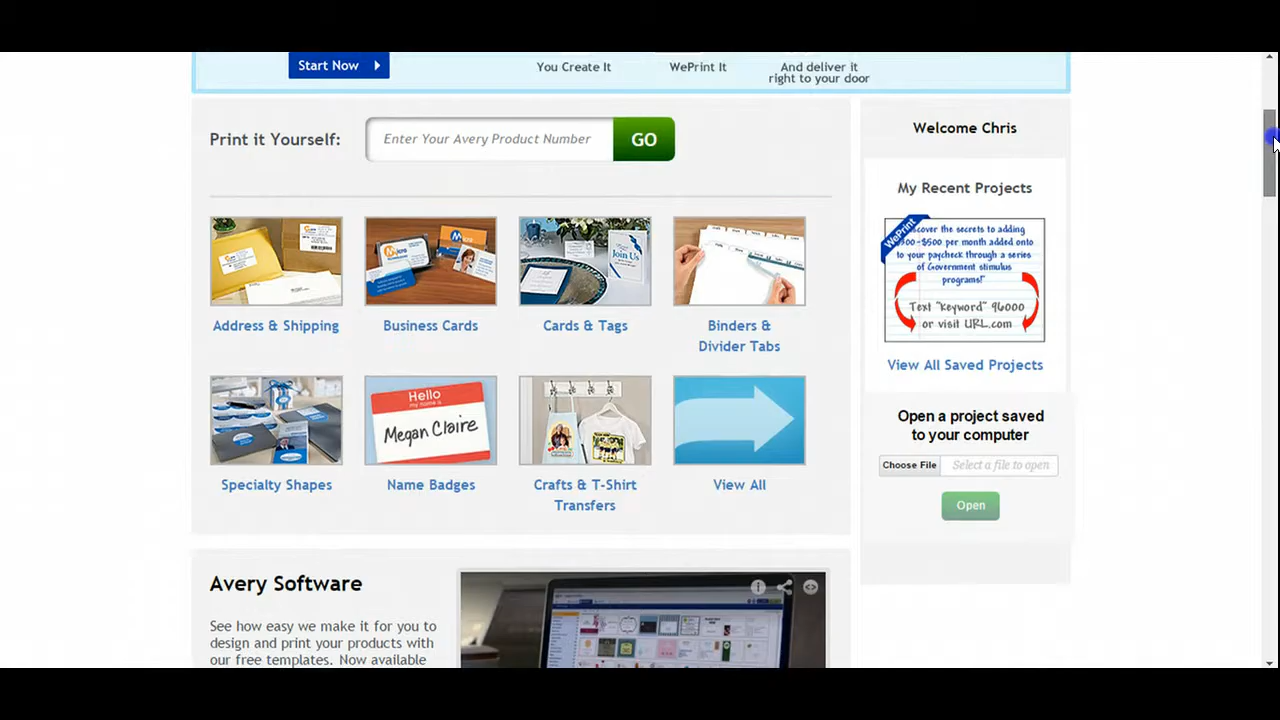 Start Now
You Create It
WePrint It
And deliver it
right to your door
Print it Yourself:
Enter Your Avery Product Number
GO
Address & Shipping
Business Cards
Cards & Tags
Binders &
Divider Tabs
Join Us
Hello
my name is
Megan Claire
Specialty Shapes
Name Badges
Crafts & T-Shirt
Transfers
View All
Welcome Chris
My Recent Projects
WePrint
cover the secrets to adding
00-$500 per month added onto
to your paycheck through a series
of Government stimulus
programs!"
Text "Keyword" 96000
or visit URL.com
View All Saved Projects
Open a project saved
to your computer
Choose File
Select a file to open
Open
Avery Software
See how easy we make it for you to
design and print your products with
our free templates. Now available